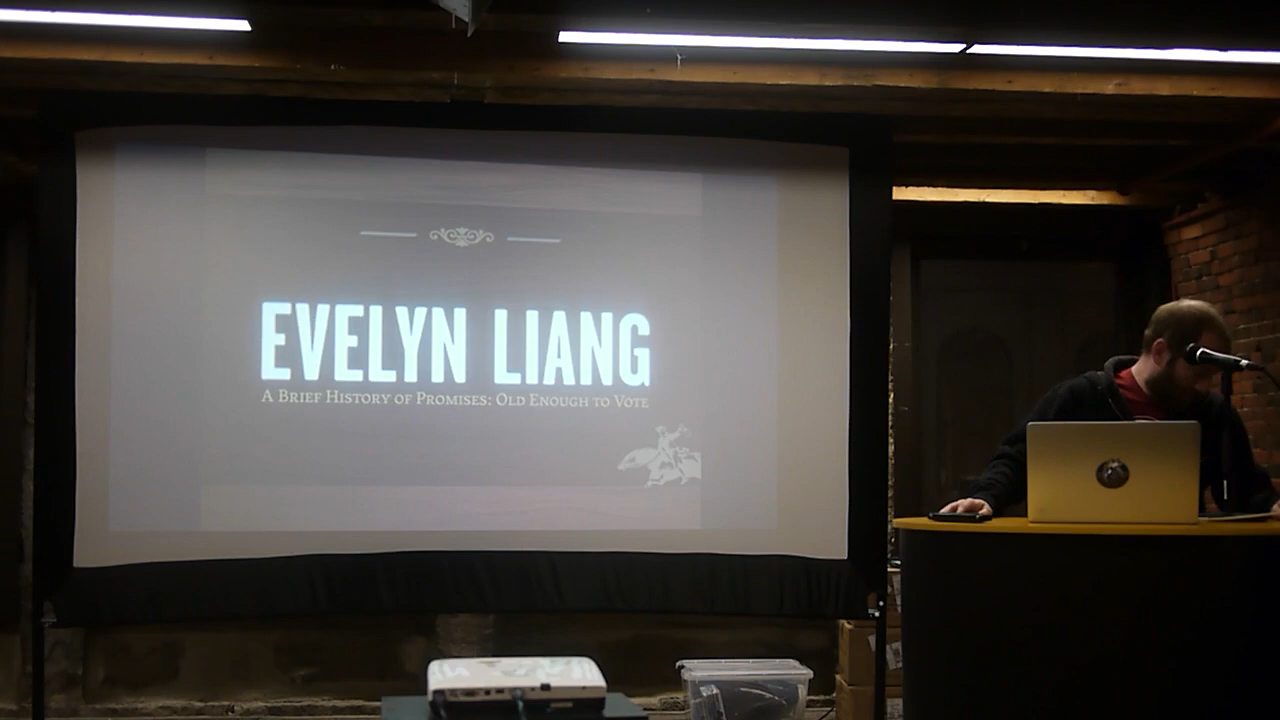 EVELYN LIANG
A Brief History of Promises: Old Enough to Vote